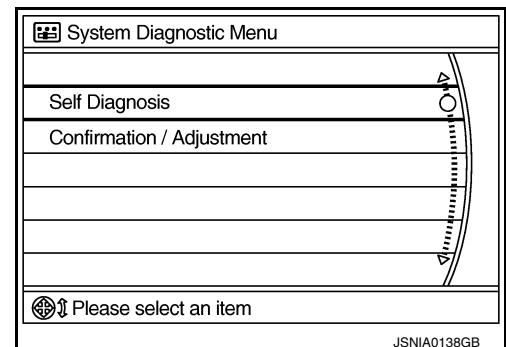 System Diagnostic Menu
Self Diagnosis
Confirmation / Adjustment
Please select an item
JSNIA0138GB